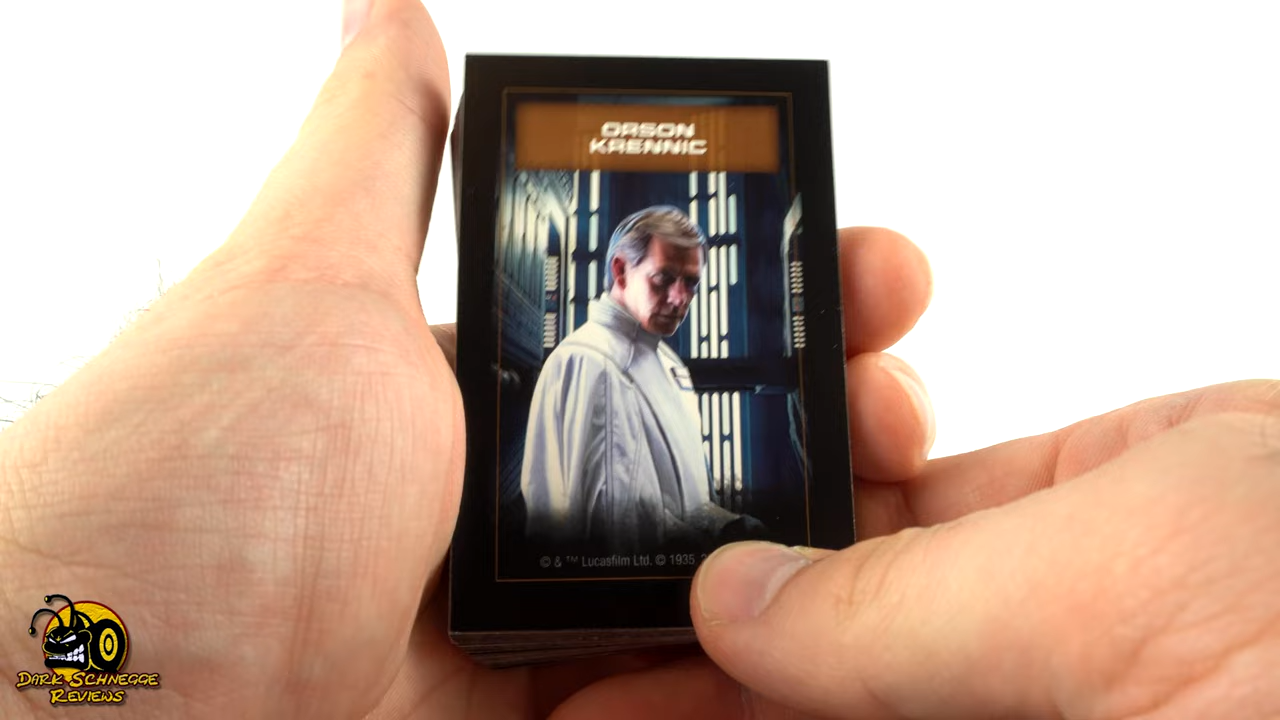 ORSON
KRENNIC
© & ™ Lucasfilm Ltd. © 1935,
DARK SCHNEGGE
REVIEWS